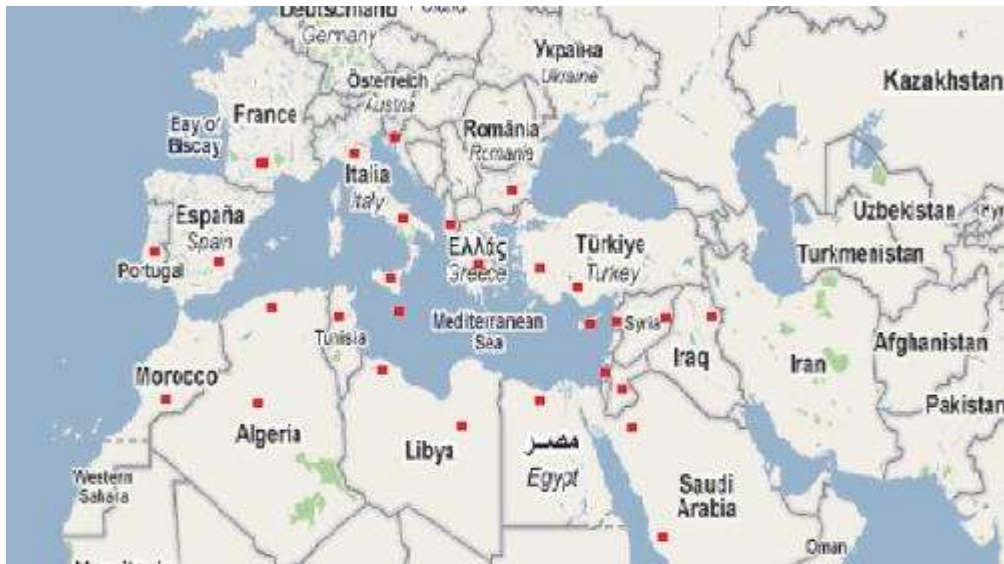 Deutschland
Germany
Україна
Ukraine
Österreich
Austria
Kazakhstan
France
Bay of
Biscay
România
Romania
Italia
Italy
España
Spain
Portugal
Ελλάς
Greece
Türkiye
Turkey
Uzbekistan
Turkmenistan
Mediterranean
Sea
Tunisia
Syria
Iraq
Iran
Afghanistan
Pakistan
Morocco
Algeria
Libya
مصر
Egypt
Western
Sahara
Saudi
Arabia
Oman